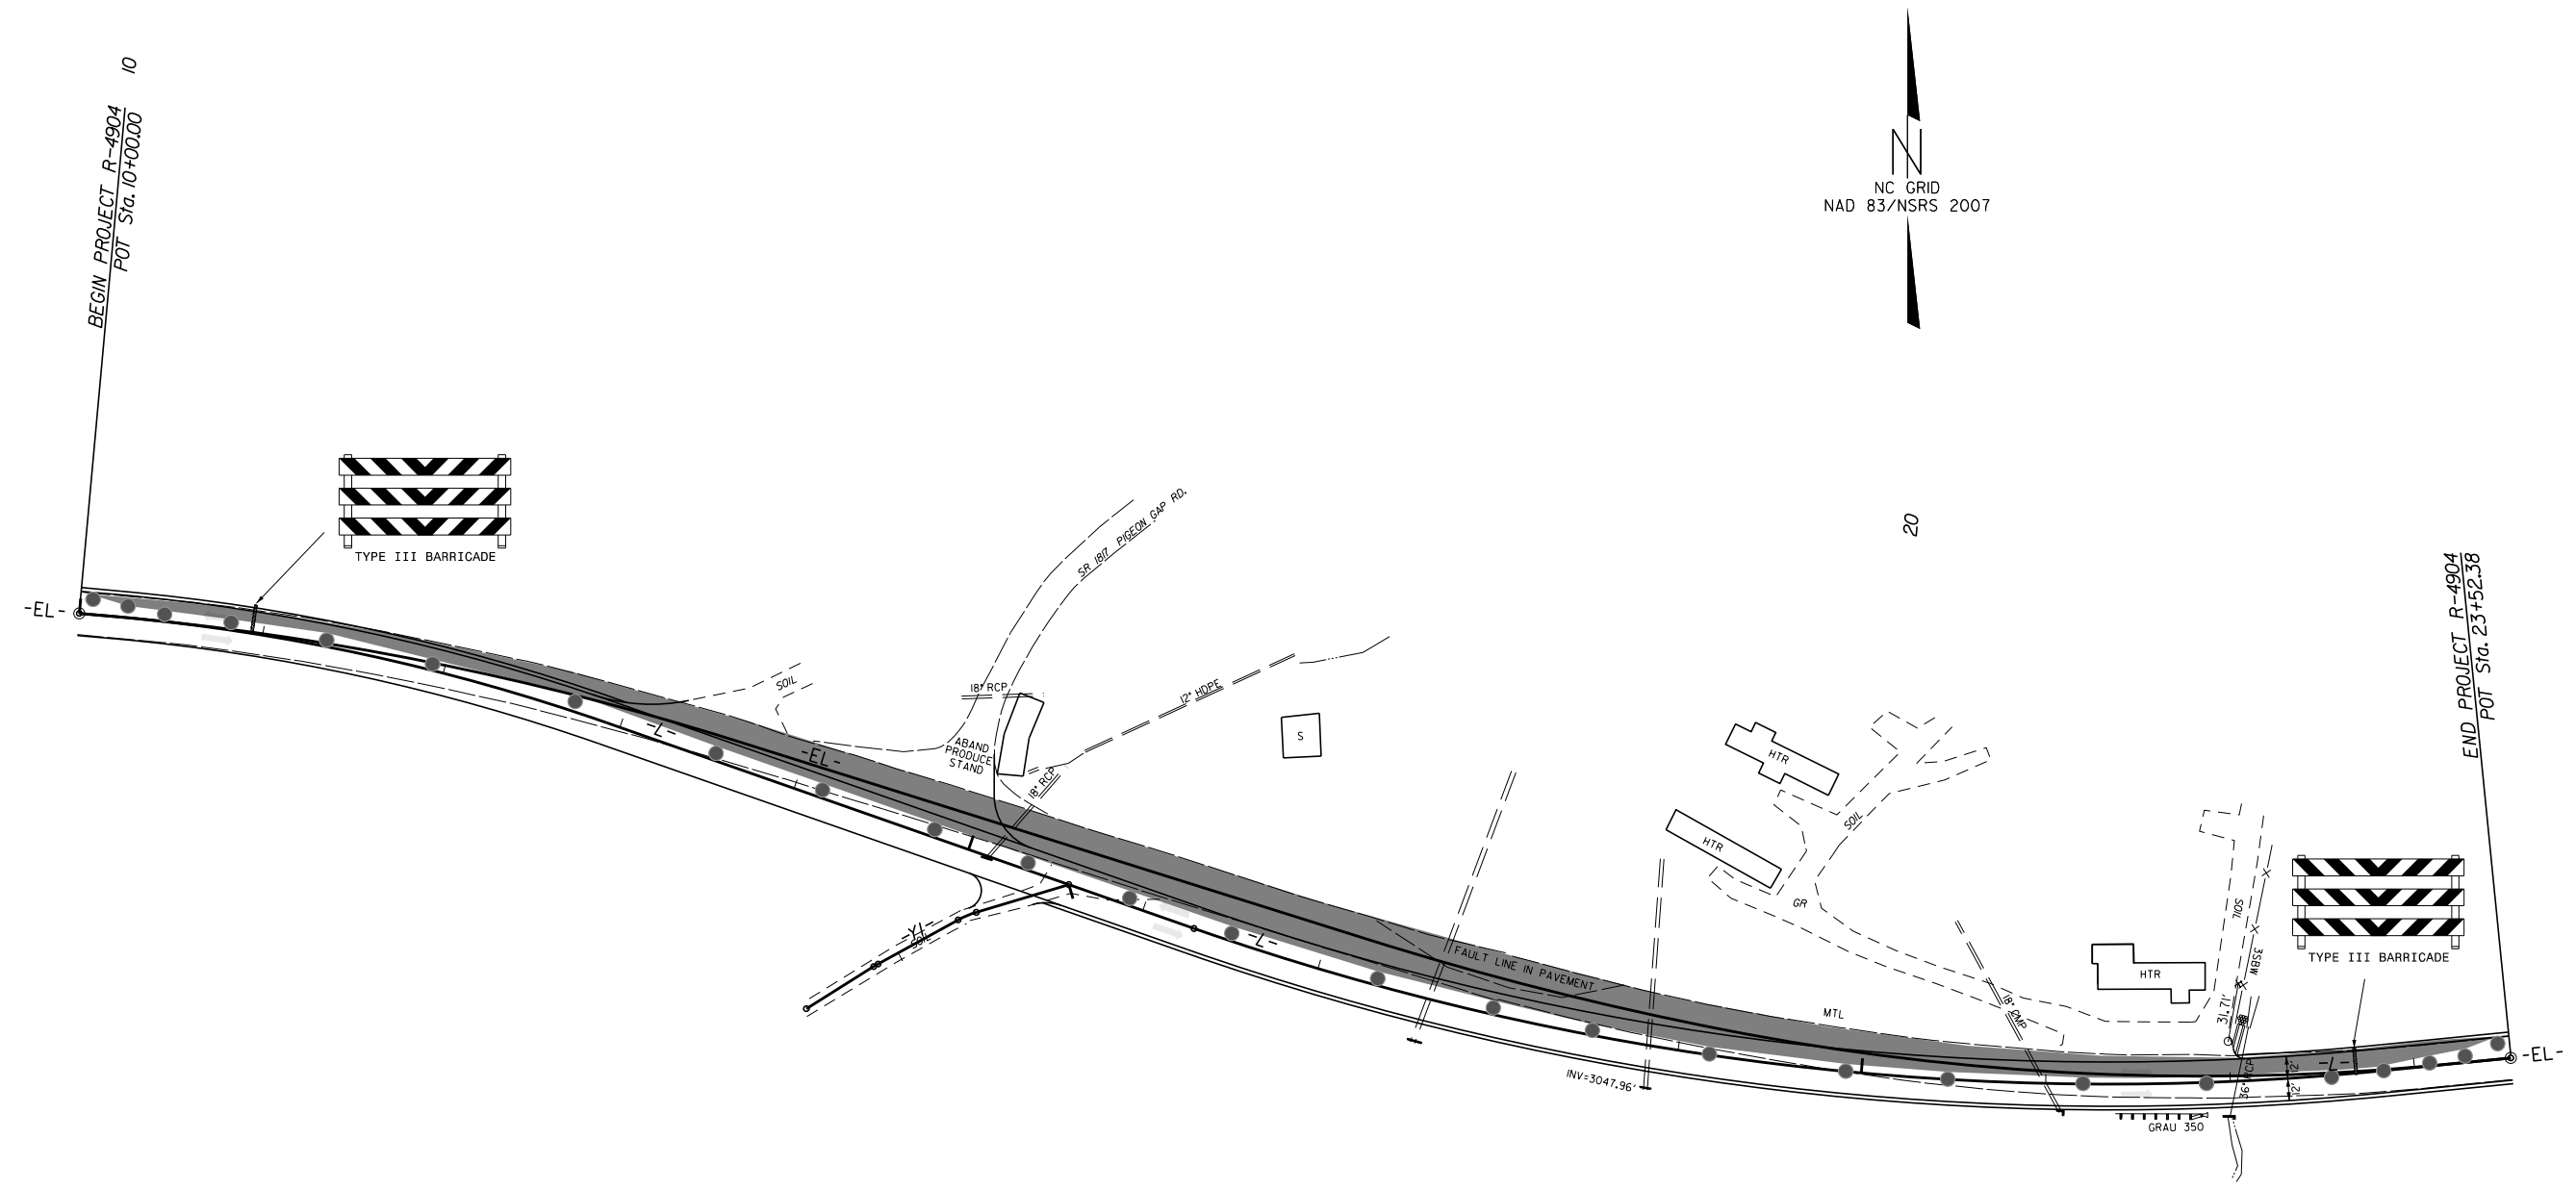 10
BEGIN PROJECT R-4904
POT Sta. 10+00.00
N
NC GRID
NAD 83/NSRS 2007
TYPE III BARRICADE
SR 1817 PIGEON GAP RD.
20
END PROJECT R-4904
POT Sta. 23+52.38
-EL-
SOIL
18" RCP
12" HDPE
-L-
-EL-
ABAND
PRODUCE
STAND
S
HTR
18" RCP
HTR
SOIL
GR
SOIL
-Y1-
SOIL
-L-
FAULT LINE IN PAVEMENT
3SBW
TYPE III BARRICADE
HTR
31.71'
MTL
18" CMP
-L-
-EL-
INV=3047.96'
36" RCP
12'
12'
GRAU 350